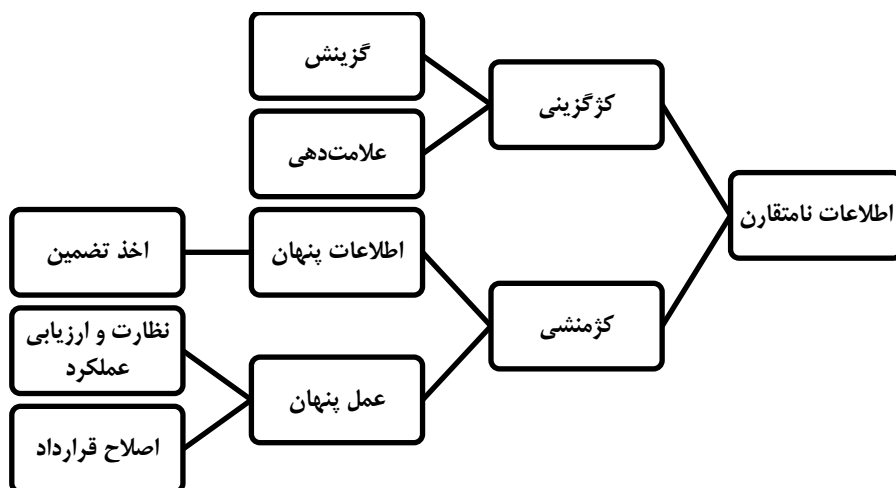 اطلاعات نامتقارن
کژگزینی
گزینش
علامت‌دهی
کژمنشی
اطلاعات پنهان
اخذ تضمین
عمل پنهان
نظارت و ارزیابی
عملکرد
اصلاح قرارداد